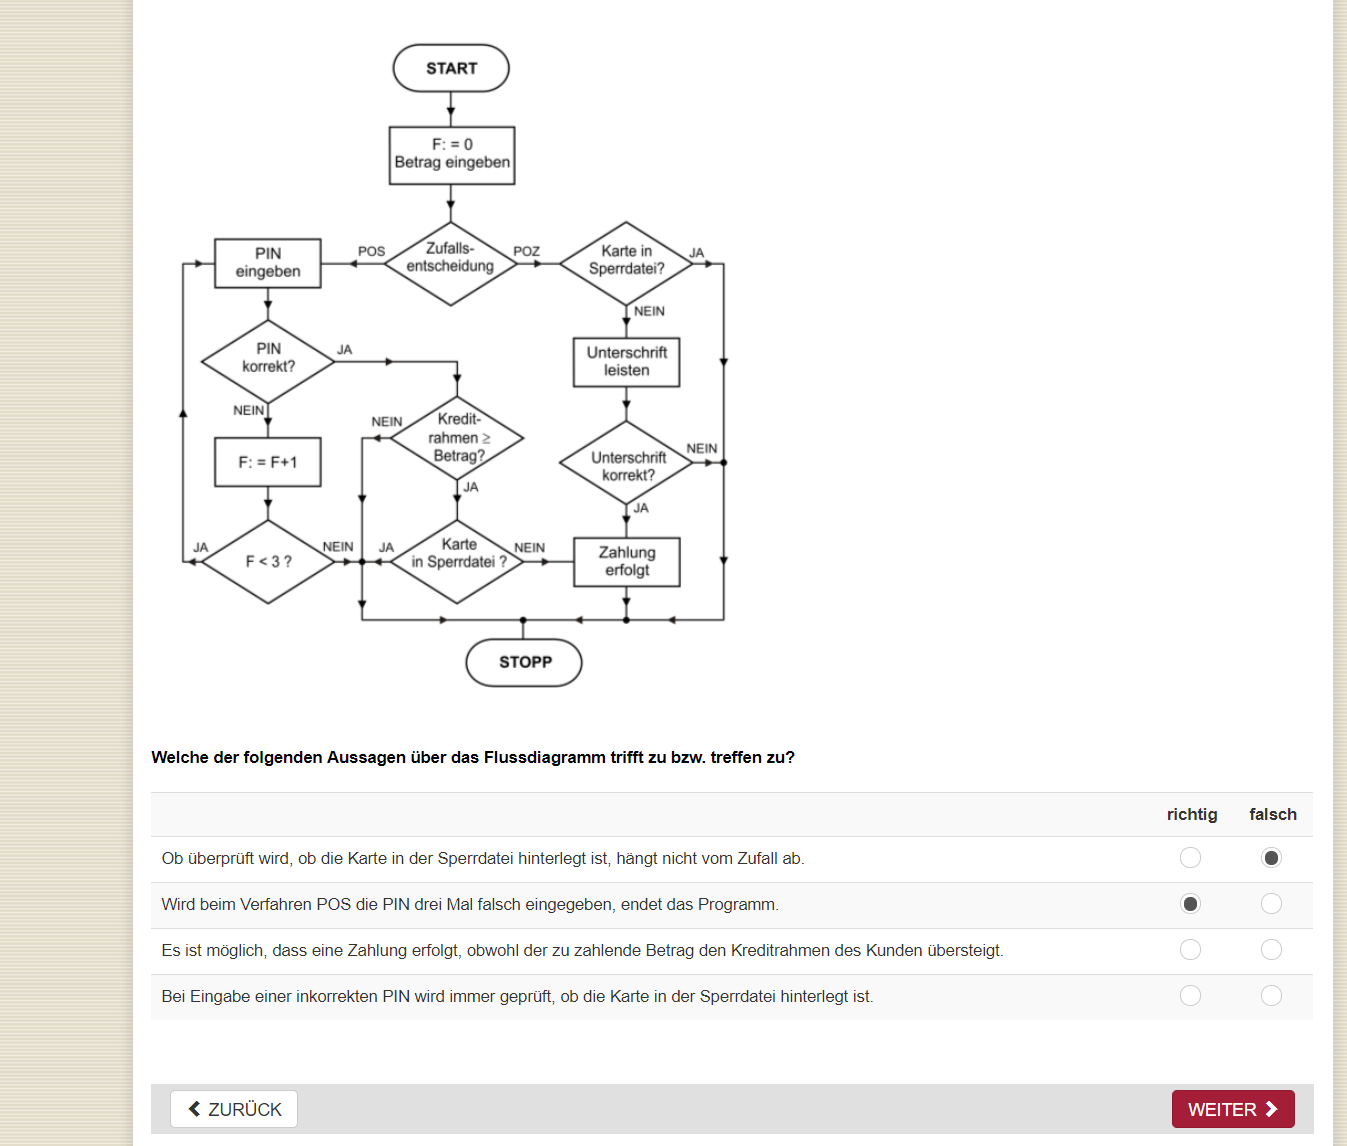 START
F: = 0
Betrag eingeben
PIN
eingeben
POS
Zufalls-
entscheidung
POZ
Karte in
Sperrdatei?
JA
NEIN
PIN
korrekt?
JA
Unterschrift
leisten
NEIN
NEIN
Kredit-
rahmen ≥
Betrag?
JA
F: = F+1
Unterschrift
korrekt?
NEIN
JA
JA
F < 3 ?
NEIN
JA
Karte
in Sperrdatei ?
NEIN
Zahlung
erfolgt
STOPP
Welche der folgenden Aussagen über das Flussdiagramm trifft zu bzw. treffen zu?
richtig falsch
Ob überprüft wird, ob die Karte in der Sperrdatei hinterlegt ist, hängt nicht vom Zufall ab.
Wird beim Verfahren POS die PIN drei Mal falsch eingegeben, endet das Programm.
Es ist möglich, dass eine Zahlung erfolgt, obwohl der zu zahlende Betrag den Kreditrahmen des Kunden übersteigt.
Bei Eingabe einer inkorrekten PIN wird immer geprüft, ob die Karte in der Sperrdatei hinterlegt ist.
ZURÜCK
WEITER